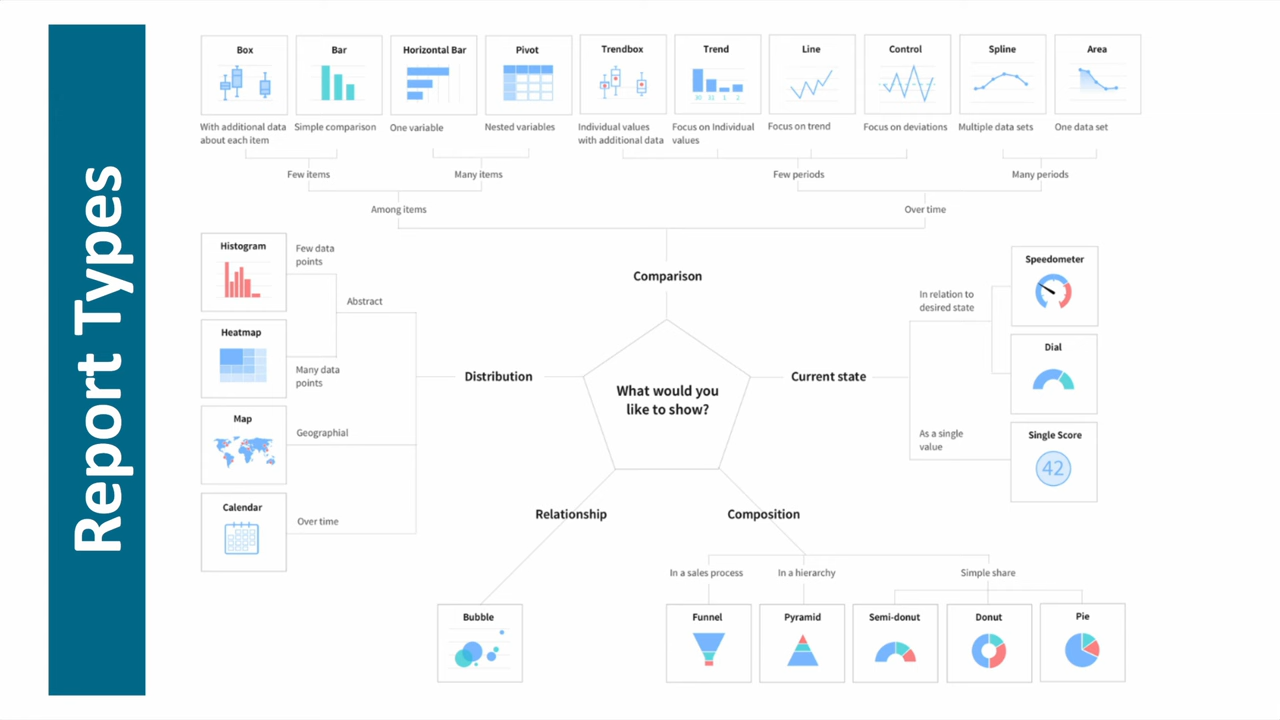 Report Types
Box
Bar
Horizontal Bar
Pivot
Trendbox
Trend
Line
Control
Spline
Area
30 31 1 2
With additional data
about each item
Simple comparison
One variable
Nested variables
Individual values
with additional data
Focus on Individual
values
Focus on trend
Focus on deviations
Multiple data sets
One data set
Few items
Many items
Few periods
Many periods
Among items
Over time
Comparison
Histogram
Few data
points
Abstract
Heatmap
Many data
points
Map
Geographial
Calendar
Over time
Distribution
What would you
like to show?
Current state
In relation to
desired state
Speedometer
Dial
As a single
value
Single Score
42
Relationship
Composition
Bubble
In a sales process
In a hierarchy
Simple share
Funnel
Pyramid
Semi-donut
Donut
Pie